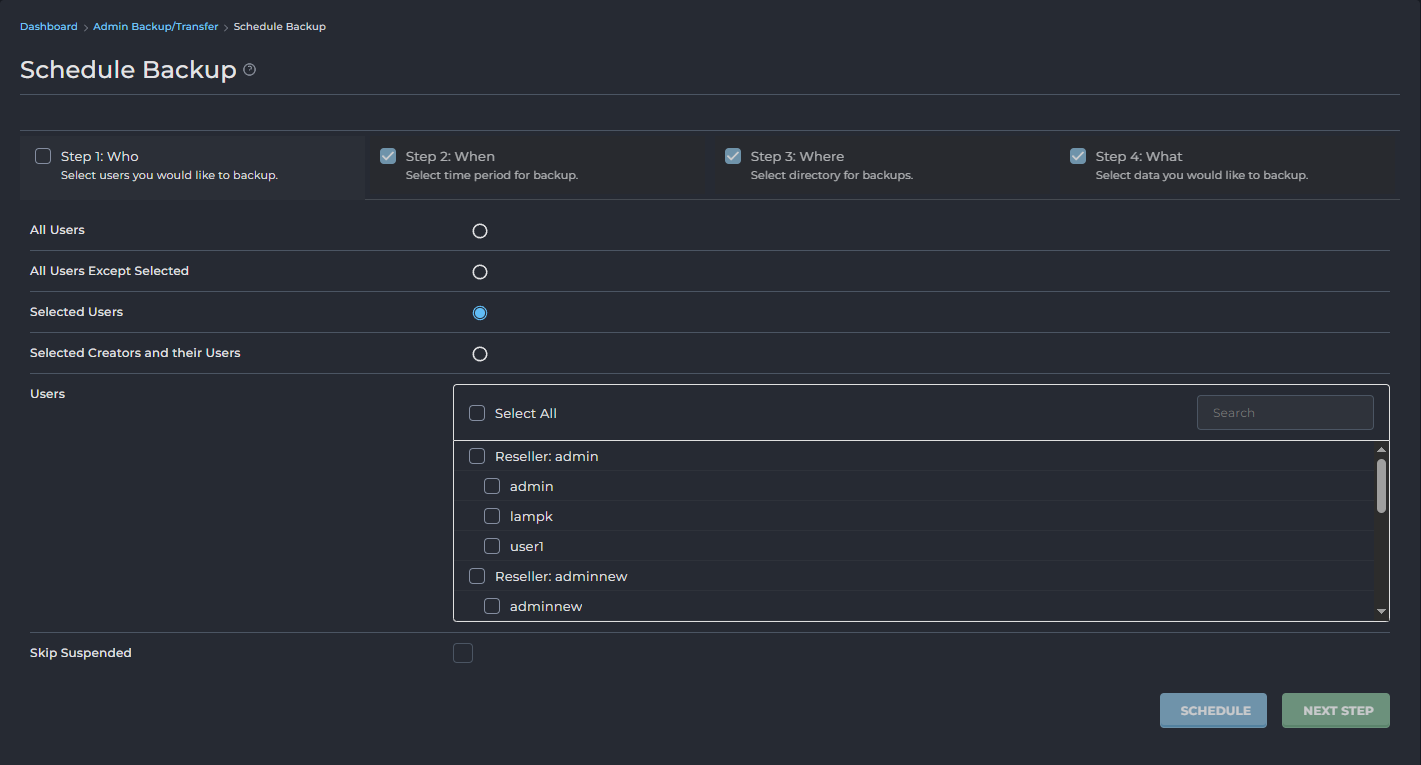 Dashboard > Admin Backup/Transfer > Schedule Backup
Schedule Backup
Step 1: Who
Select users you would like to backup.
Step 2: When
Select time period for backup.
Step 3: Where
Select directory for backups.
Step 4: What
Select data you would like to backup.
All Users
All Users Except Selected
Selected Users
Selected Creators and their Users
Users
Select All
Search
Reseller: admin
admin
lampk
user1
Reseller: adminnew
adminnew
Skip Suspended
SCHEDULE
NEXT STEP